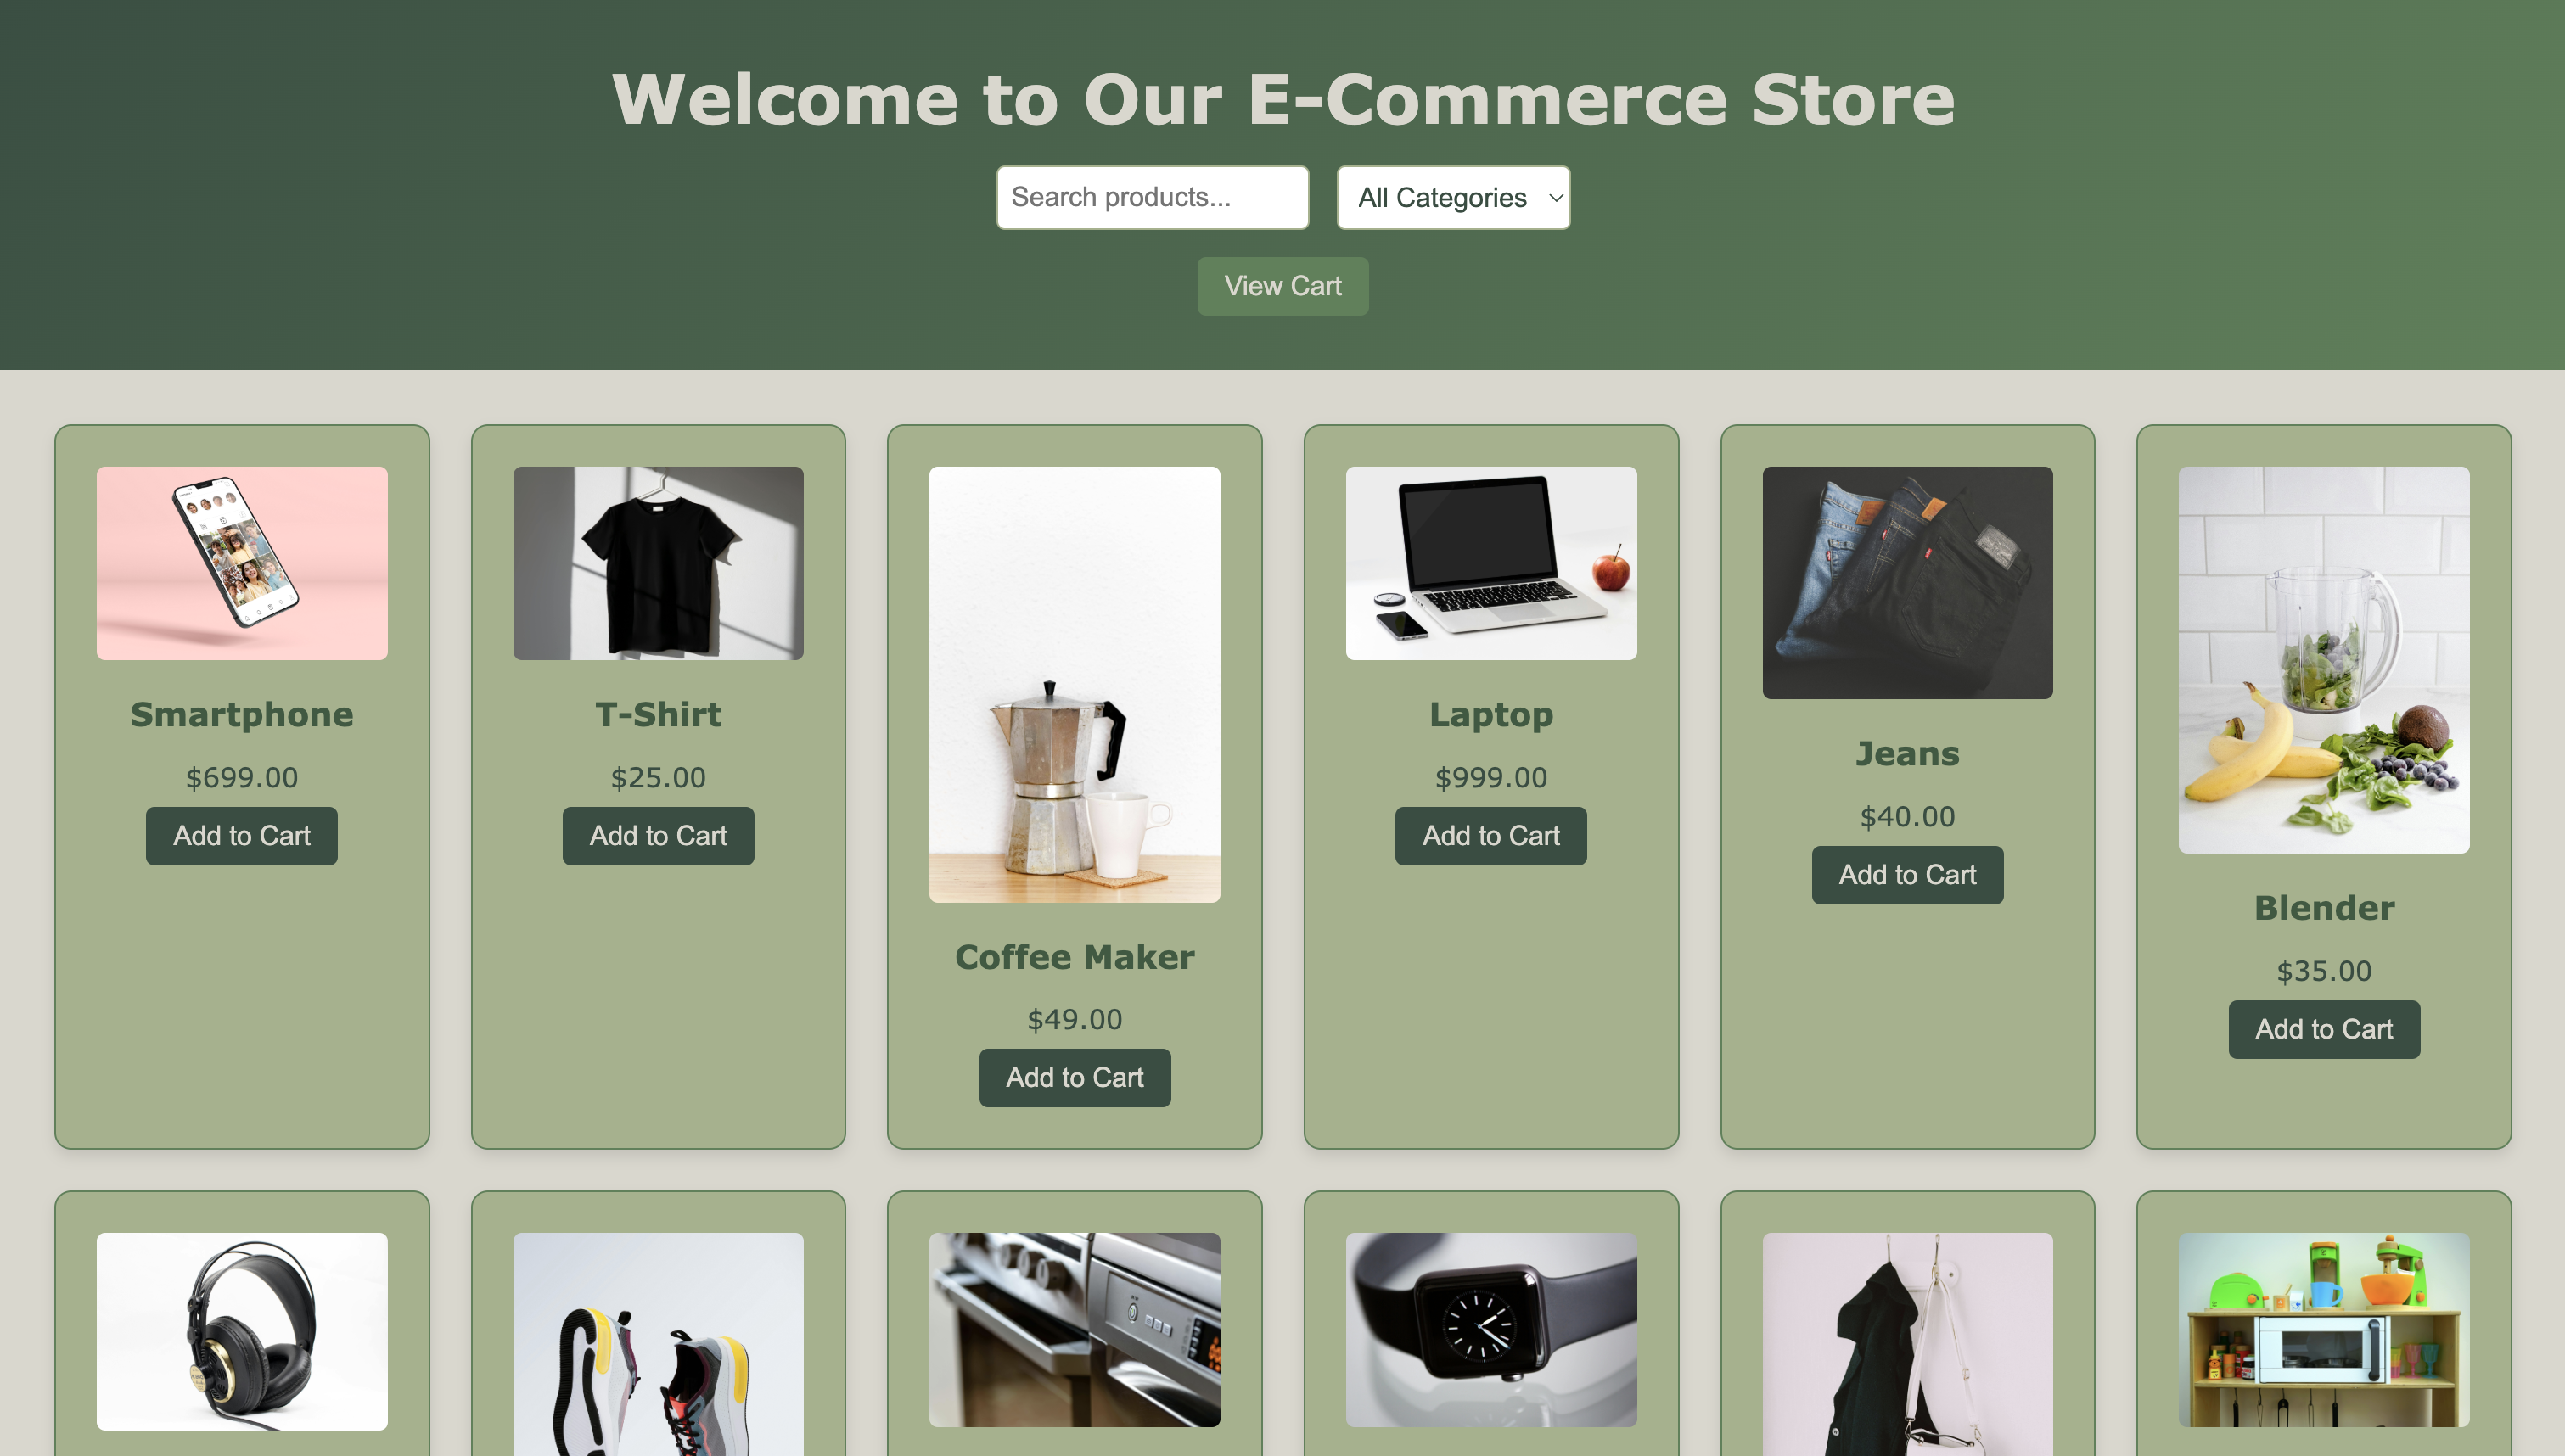 Welcome to Our E-Commerce Store
Search products...
All Categories
View Cart
Smartphone
$699.00
Add to Cart
T-Shirt
$25.00
Add to Cart
Coffee Maker
$49.00
Add to Cart
Laptop
$999.00
Add to Cart
Jeans
$40.00
Add to Cart
Blender
$35.00
Add to Cart